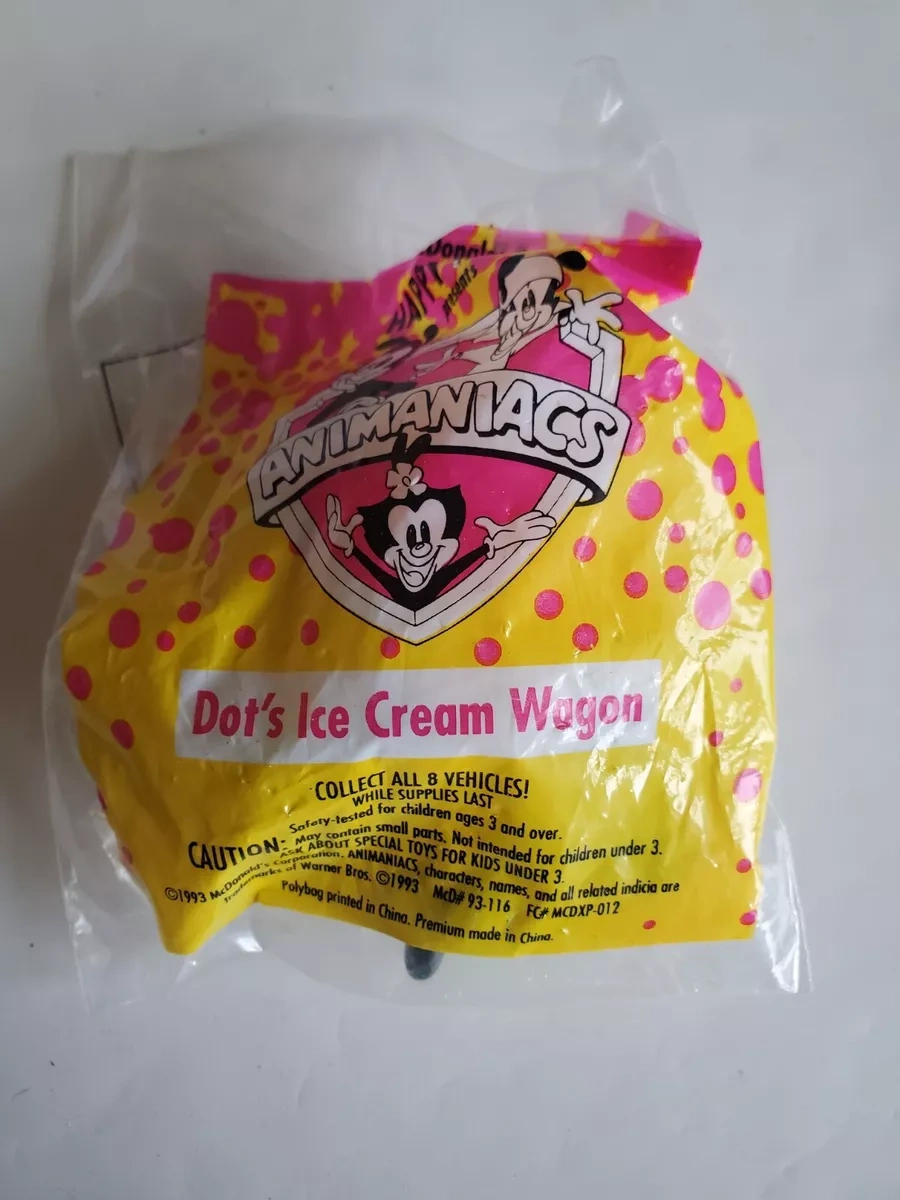 HAPPY
ANIMANIACS
Dot's Ice Cream Wagon
COLLECT ALL 8 VEHICLES!
WHILE SUPPLIES LAST
Safety-tested for children ages 3 and over.
CAUTION: May contain small parts. Not intended for children under 3.
ASK ABOUT SPECIAL TOYS FOR KIDS UNDER 3.
©1993 McDonald's Corporation. ANIMANIACS, characters, names, and all related indicia are
trademarks of Warner Bros. ©1993 McD# 93-116 FC# MCDXP-012
Polybag printed in China. Premium made in China.